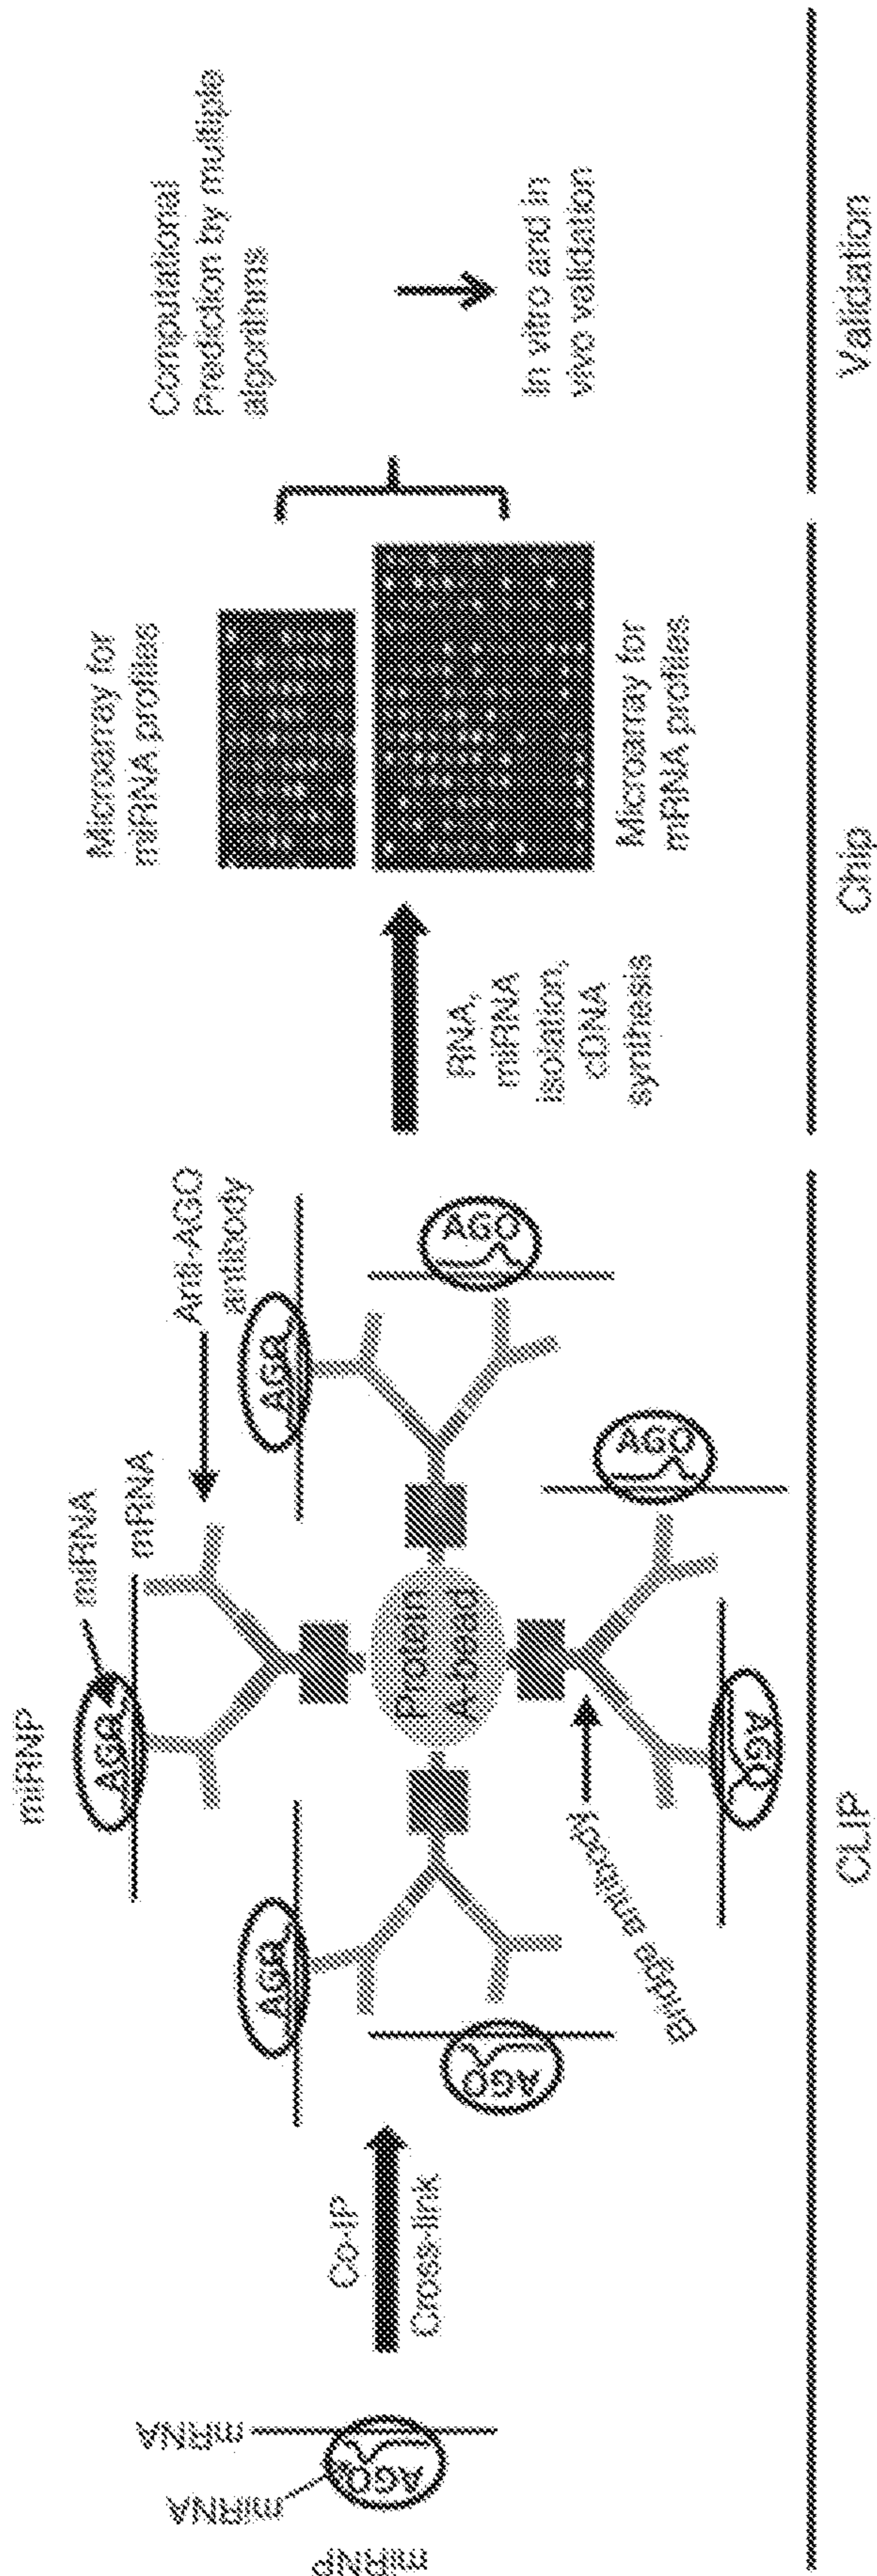 miRNP
miRNA
mRNA
AGO
Co-IP
Cross-link
miRNP
miRNA
mRNA
AGO
Anti-AGO
antibody
AGO
AGO
AGO
AGO
AGO
AGO
Protein
A-bead
Bridge antibody
CLIP
RNA,
miRNA
isolation,
cDNA
synthesis
Microarray for
miRNA profiles
Microarray for
mRNA profiles
Chip
Computational
Prediction by multiple
algorithms
In vitro and in
vivo validation
Validation